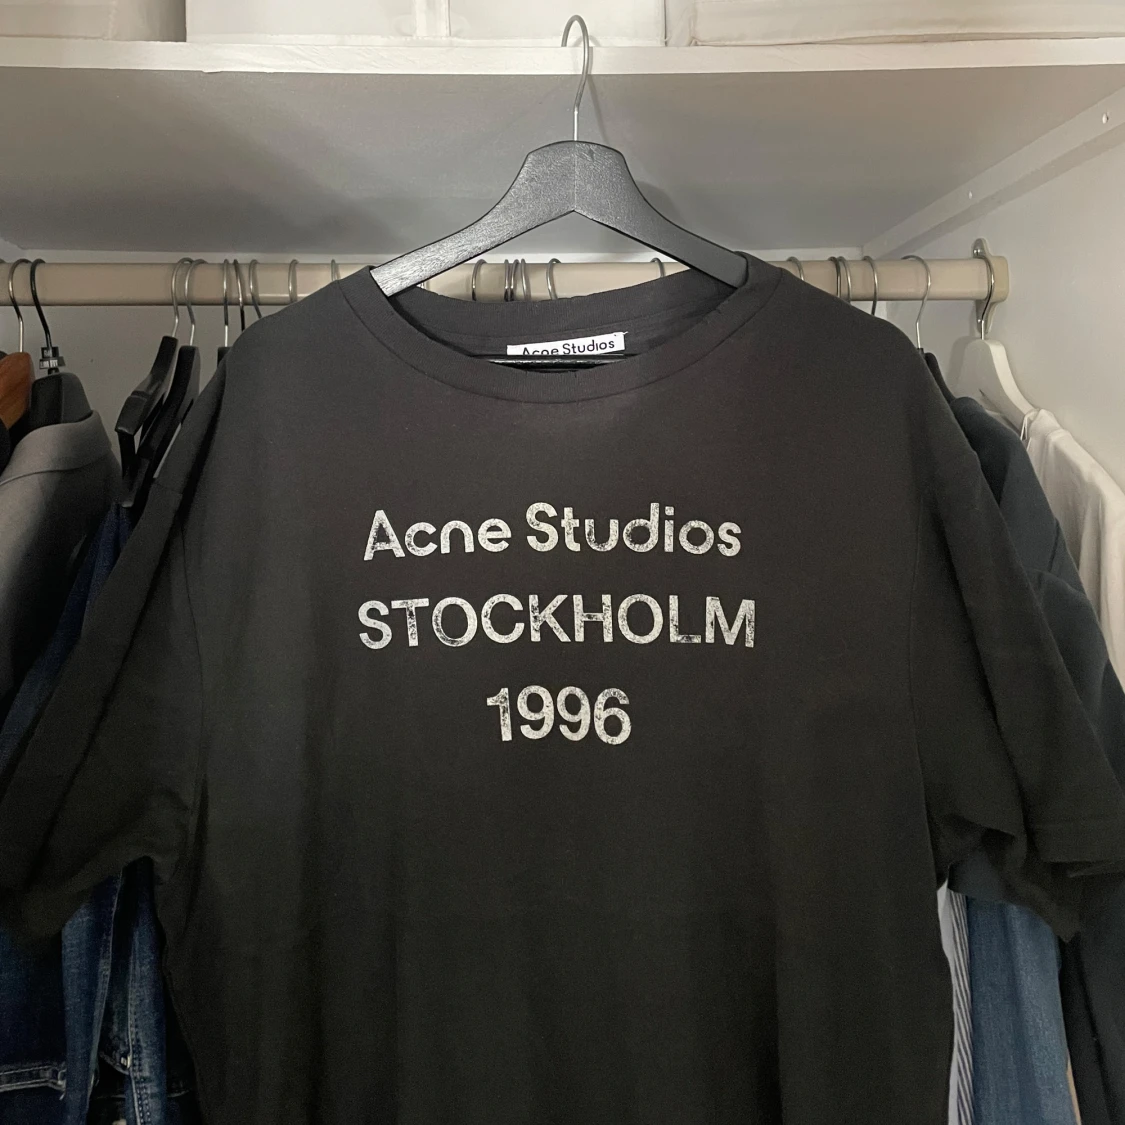 Acne Studios
Acne Studios
STOCKHOLM
1996